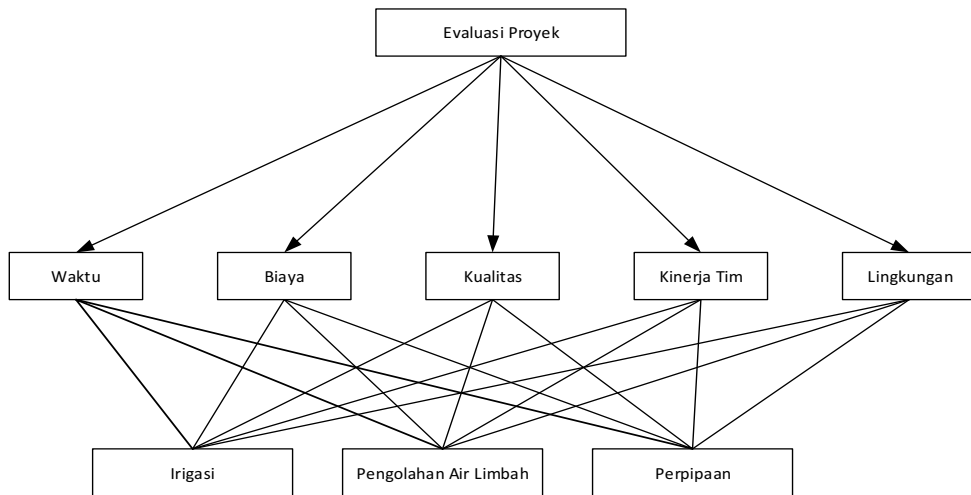 Evaluasi Proyek
Waktu
Biaya
Kualitas
Kinerja Tim
Lingkungan
Irigasi
Pengolahan Air Limbah
Perpipaan